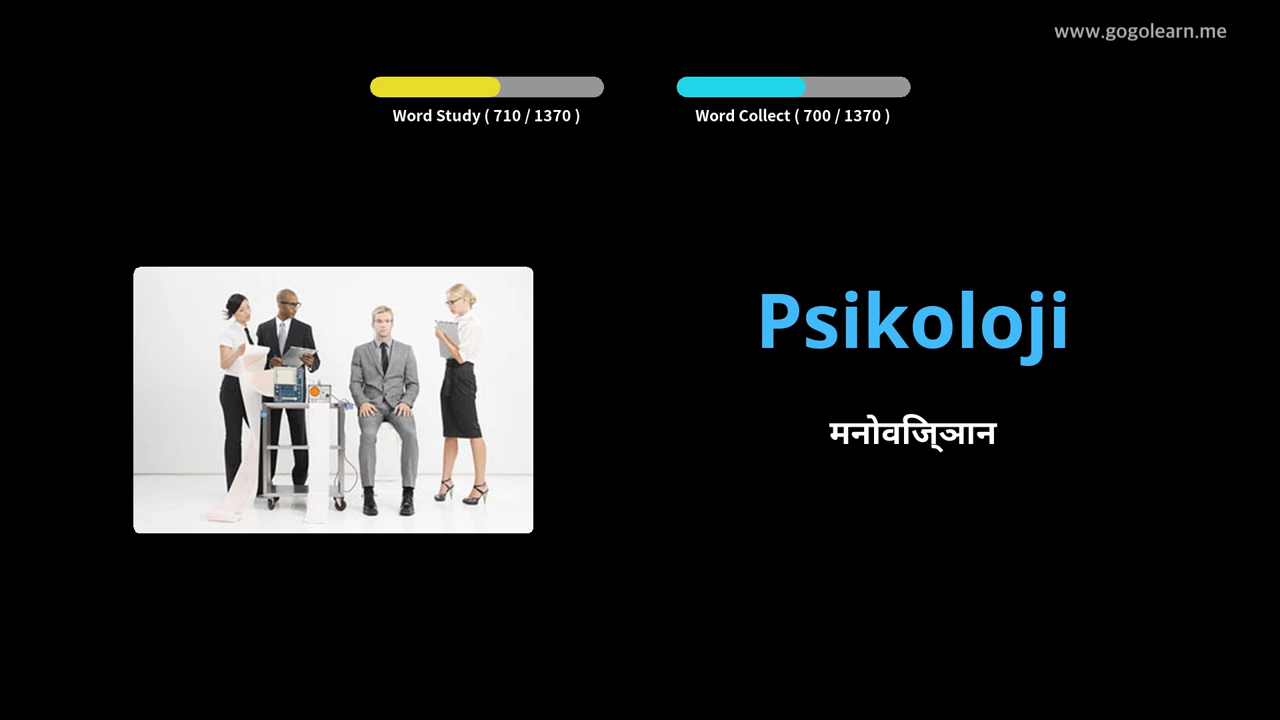 www.gogolearn.me
Word Study ( 710 / 1370 )
Word Collect ( 700 / 1370 )
Psikoloji
मनोवज्ञिान